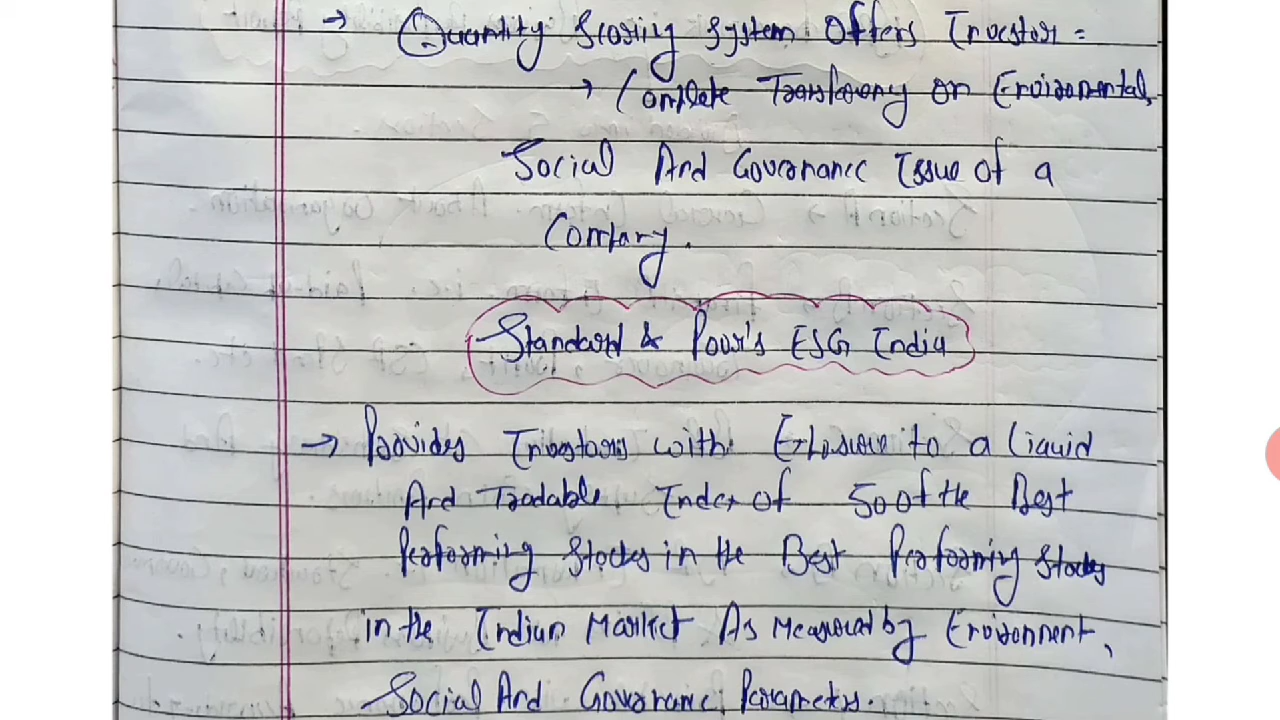 → Quantity Scoring System Offers Investor =
→ Complete Transparency on Environmental,
Social And Governance Issue of a
Company.
Standard & Poor's ESG India
→ Provides Investors with Exposure to a Liquid
And Tradable Index of 50 of the Best
Performing Stocks in the Best Performing Stocks
in the Indian Market As Measured by Environment,
Social And Governance Parameters.